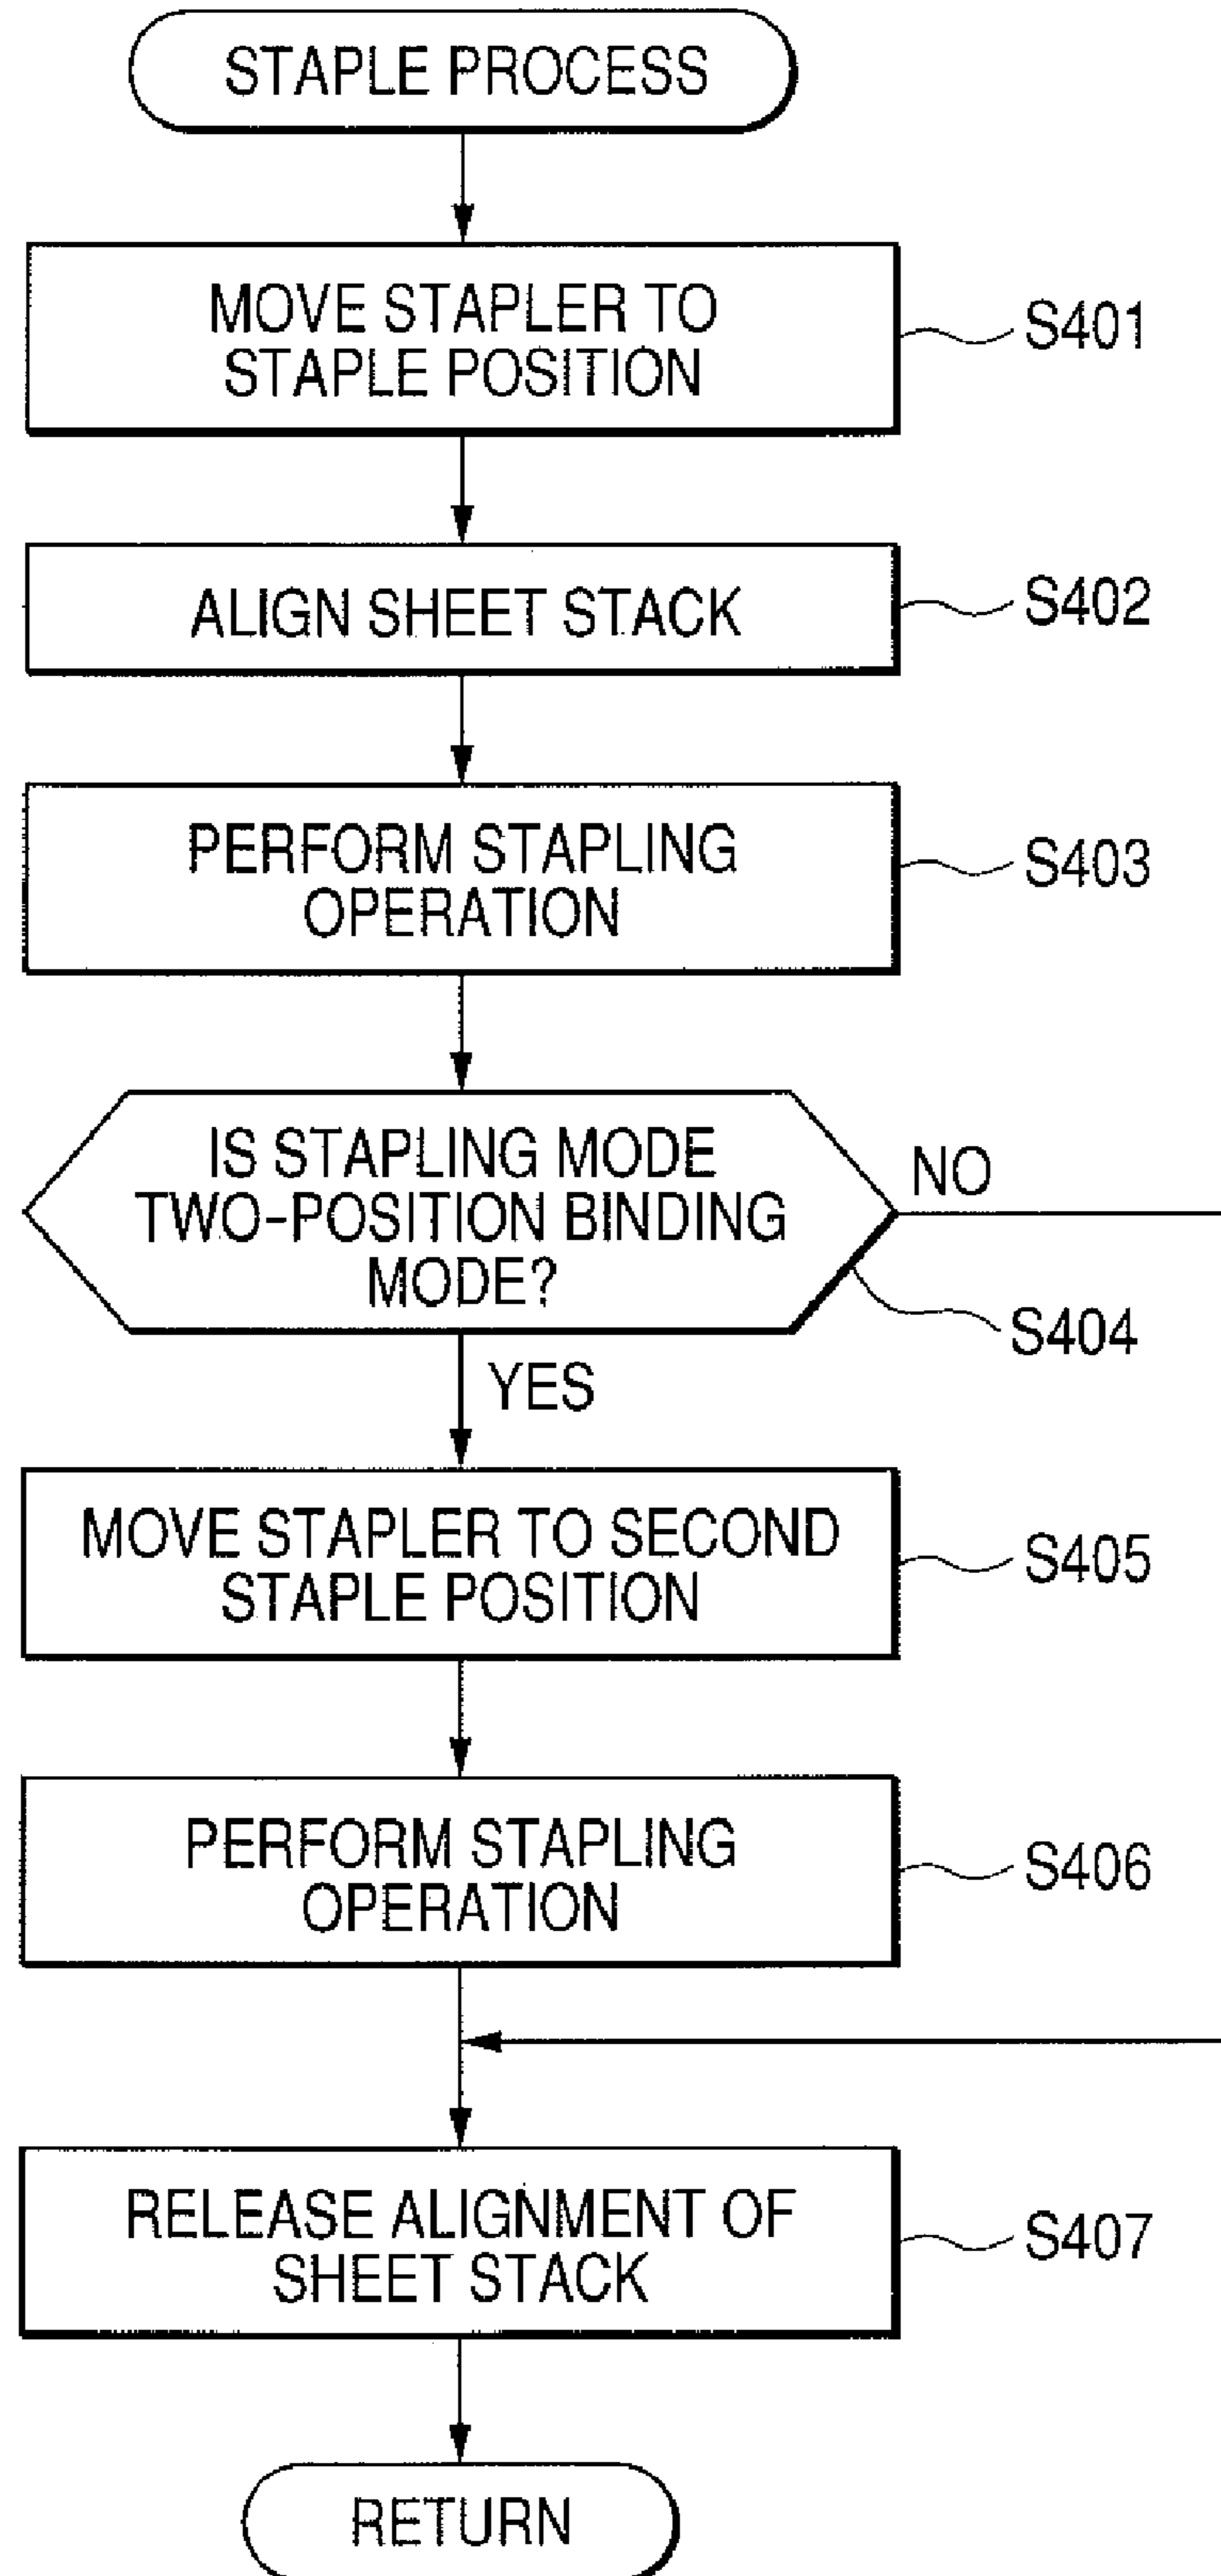 STAPLE PROCESS
MOVE STAPLER TO
STAPLE POSITION
S401
ALIGN SHEET STACK
S402
PERFORM STAPLING
OPERATION
S403
IS STAPLING MODE
TWO-POSITION BINDING
MODE?
NO
S404
YES
MOVE STAPLER TO SECOND
STAPLE POSITION
S405
PERFORM STAPLING
OPERATION
S406
RELEASE ALIGNMENT OF
SHEET STACK
S407
RETURN